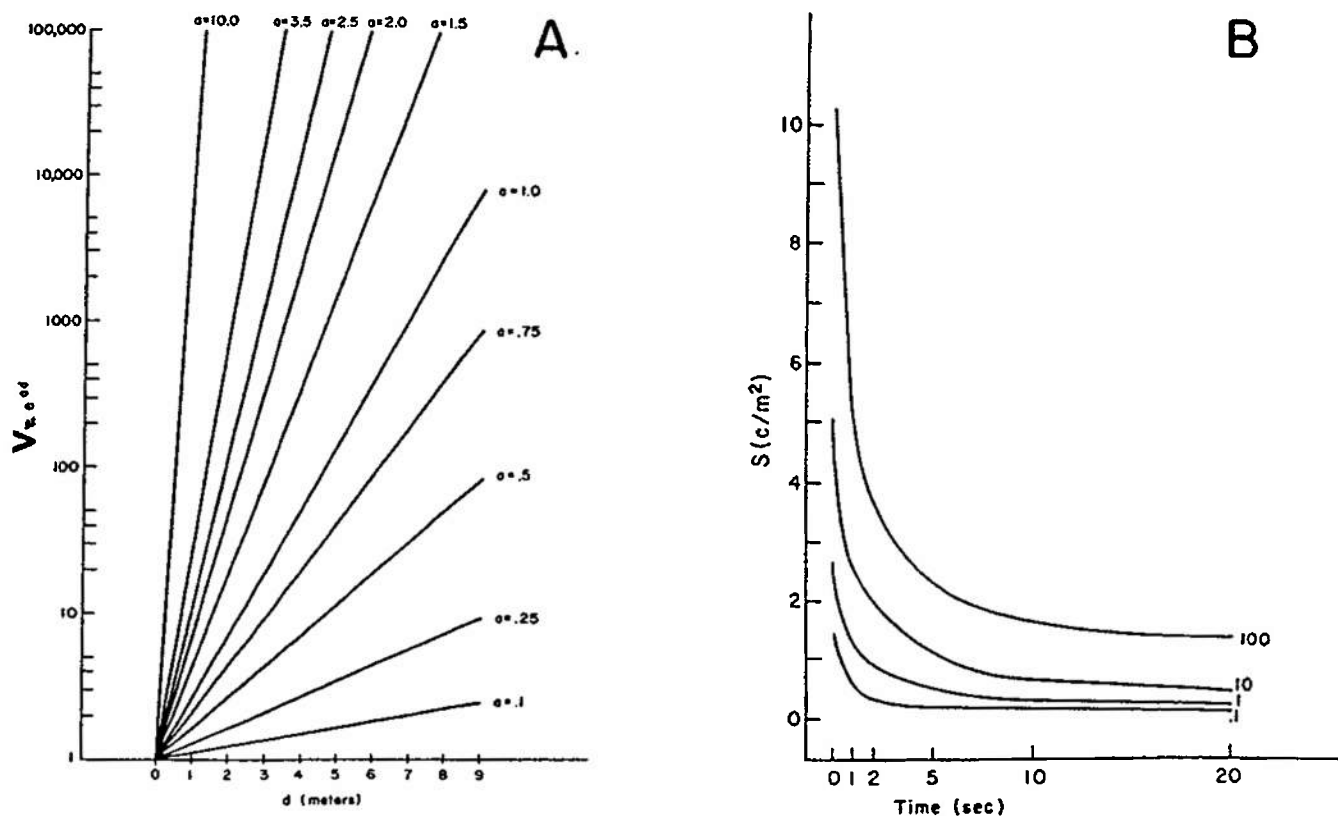 A
100,000
10,000
1000
100
10
1
a=10.0
a=3.5
a=2.5
a=2.0
a=1.5
a=1.0
a=.75
a=.5
a=.25
a=.1
0 1 2 3 4 5 6 7 8 9
d (meters)
B
S (c/m²)
10
8
6
4
2
0
100
10
1
.1
0 1 2 5 10 20
Time (sec)